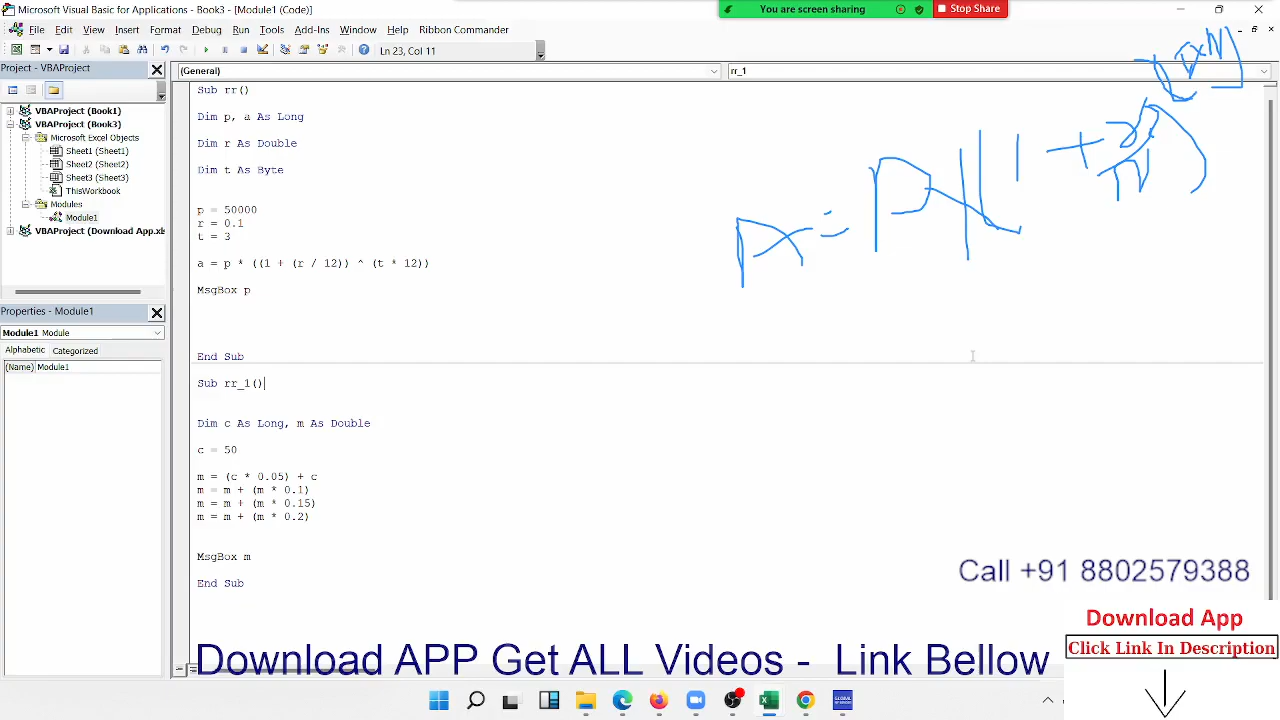 Microsoft Visual Basic for Applications - Book3 - [Module1 (Code)]
You are screen sharing
Stop Share
File Edit View Insert Format Debug Run Tools Add-Ins Window Help Ribbon Commander
Ln 23, Col 11
Project - VBAProject
(General)
rr_1
VBAProject (Book1)
VBAProject (Book3)
Microsoft Excel Objects
Sheet1 (Sheet1)
Sheet2 (Sheet2)
Sheet3 (Sheet3)
ThisWorkbook
Modules
Module1
VBAProject (Download App.xls
Properties - Module1
Module1 Module
Alphabetic Categorized
(Name) Module1
Sub rr()
Dim p, a As Long
Dim r As Double
Dim t As Byte
p = 50000
r = 0.1
t = 3
a = p * ((1 + (r / 12)) ^ (t * 12))
MsgBox p
End Sub
Sub rr_1()
Dim c As Long, m As Double
c = 50
m = (c * 0.05) + c
m = m + (m * 0.1)
m = m + (m * 0.15)
m = m + (m * 0.2)
MsgBox m
End Sub
Call +91 8802579388
Download App
Click Link In Description
Download APP Get ALL Videos - Link Bellow